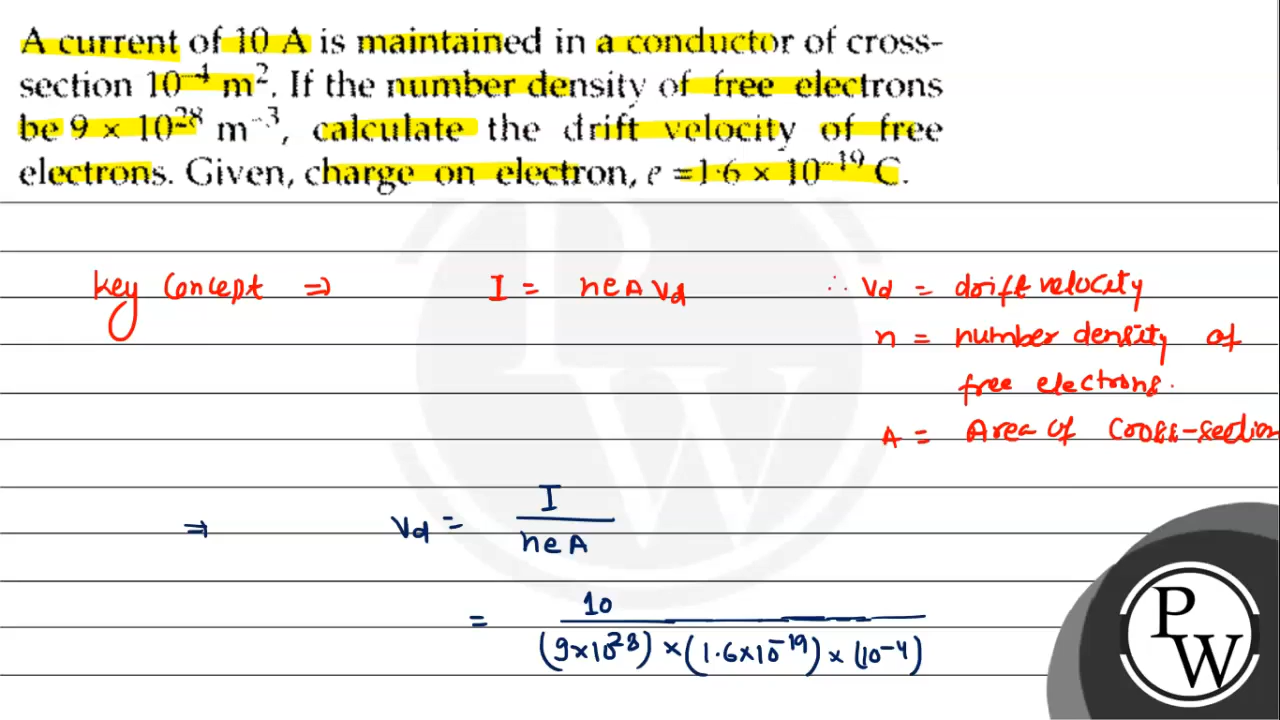 A current of 10 A is maintained in a conductor of cross-
section 10⁻⁴ m². If the number density of free electrons
be 9 × 10²⁸ m⁻³, calculate the drift velocity of free
electrons. Given, charge on electron, e = 1·6 × 10⁻¹⁹ C.
Key Concept ⇒ I = neA Vd ∴ Vd = drift velocity
n = number density of
free electrons.
A = Area of cross-section
⇒ Vd = I / neA
= 10 / (9×10²⁸) × (1.6×10⁻¹⁹) × (10⁻⁴)
P
W